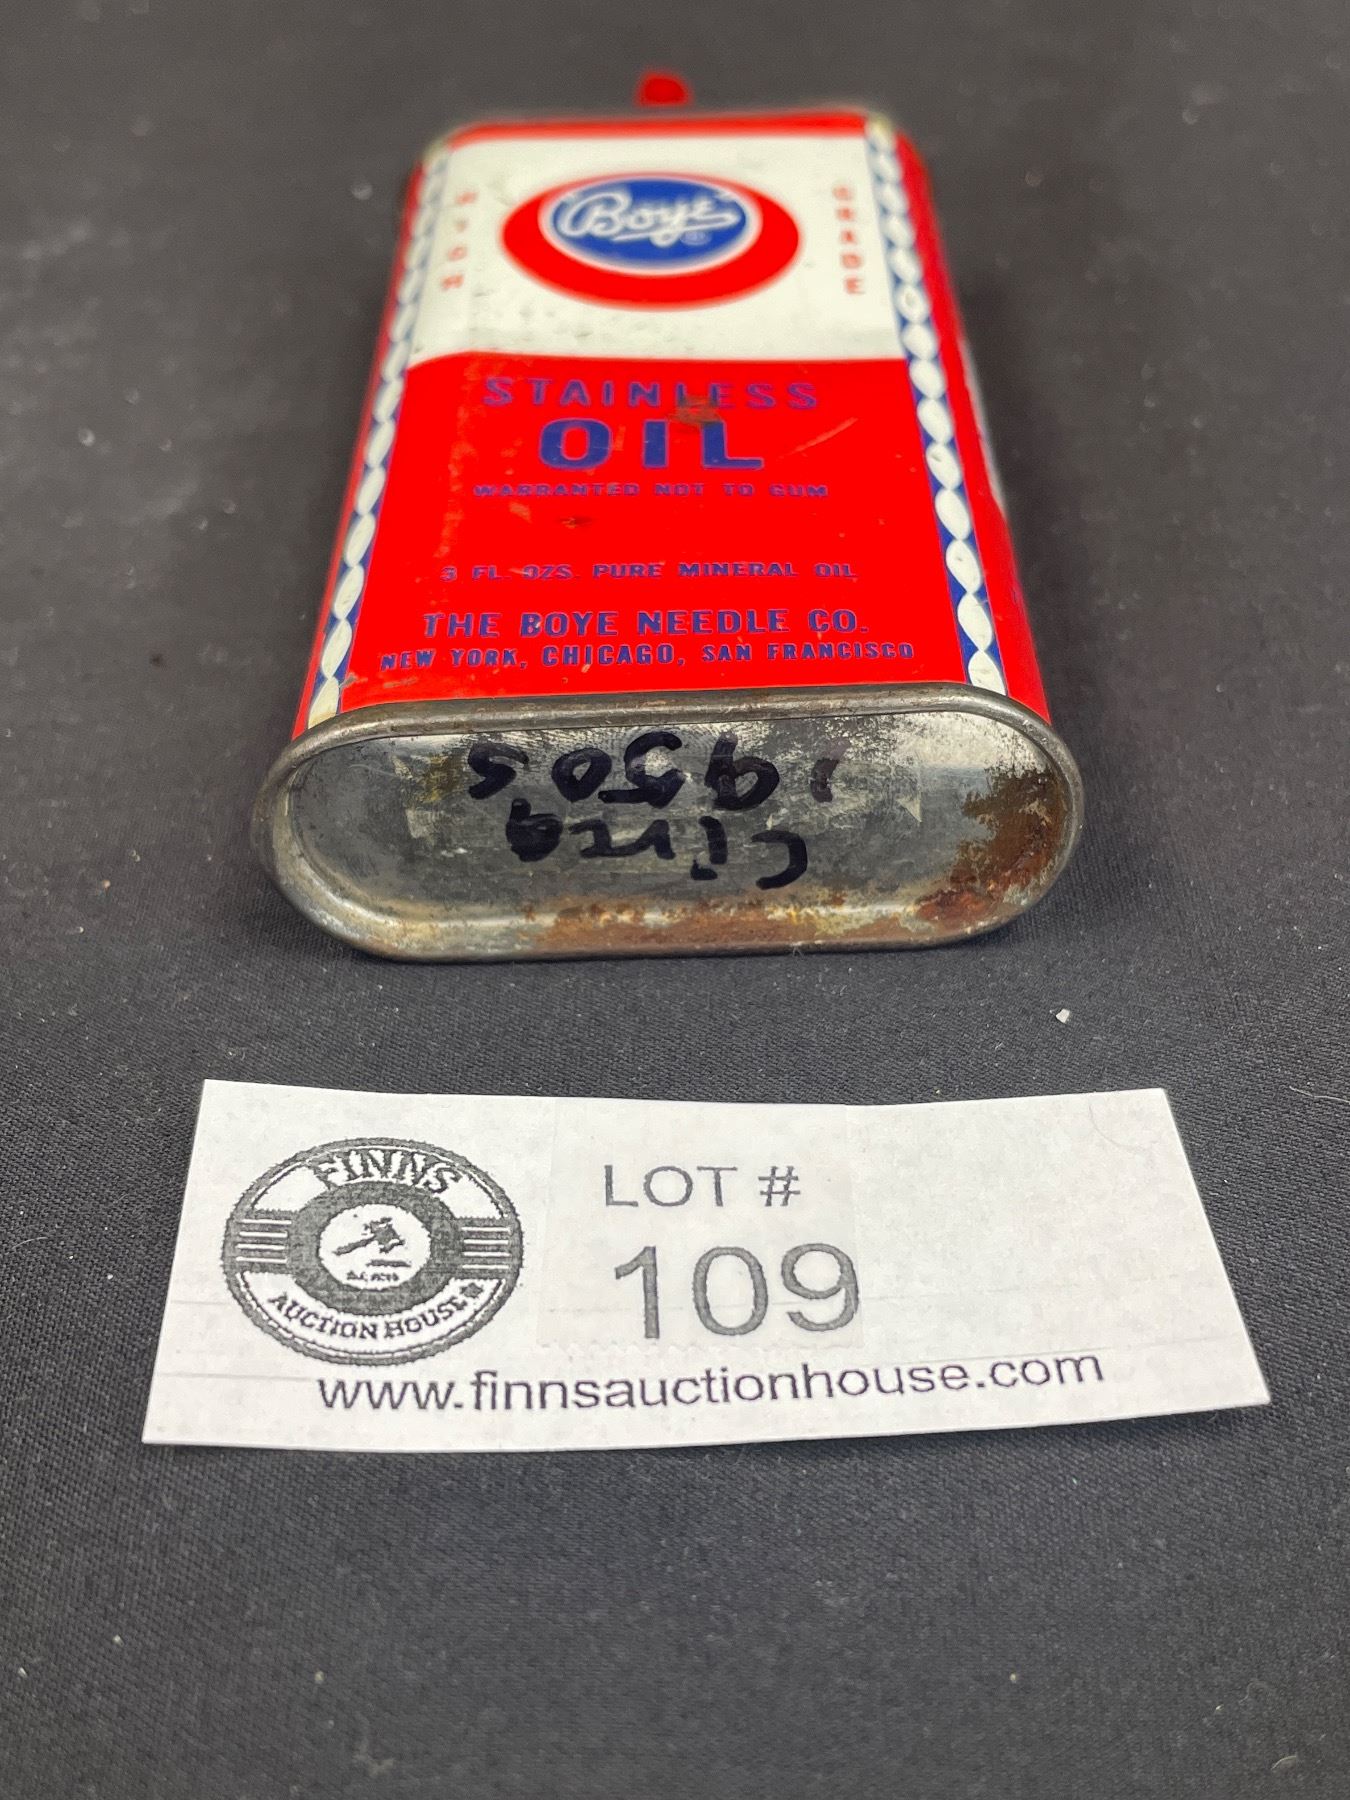 Boye ®
HIGH
GRADE
STAINLESS
OIL
WARRANTED NOT TO GUM
3 FL. OZS. PURE MINERAL OIL
THE BOYE NEEDLE CO.
NEW YORK, CHICAGO, SAN FRANCISCO
Circa
1950s
FINNS
AUCTION HOUSE
LOT #
109
www.finnsauctionhouse.com